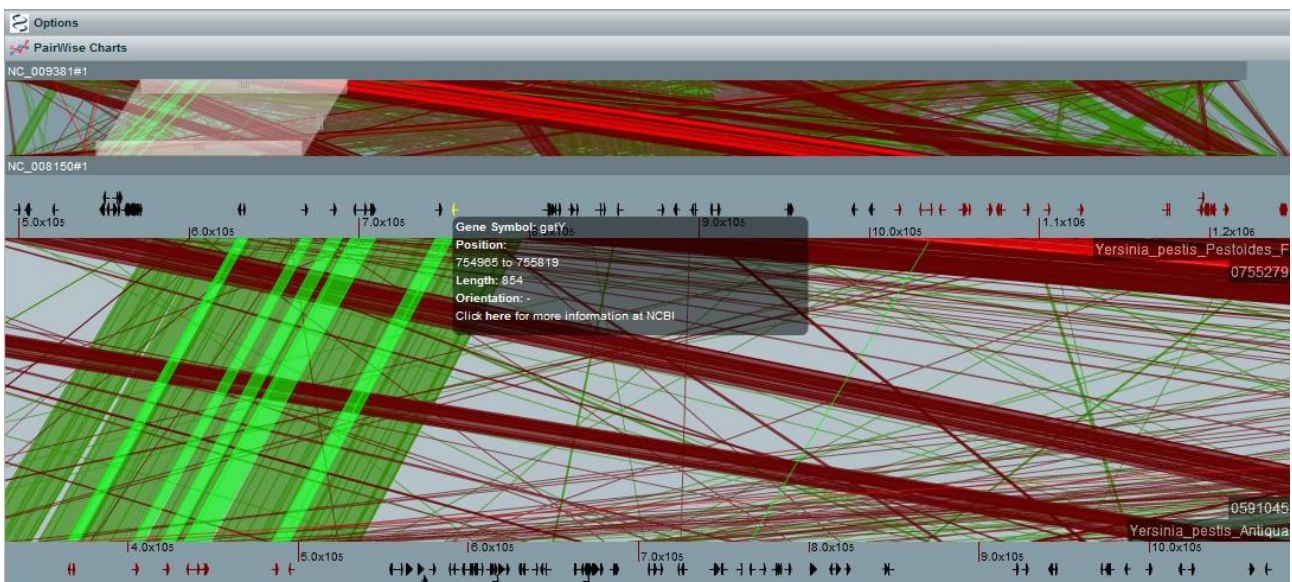 Options
PairWise Charts
NC_009381#1
NC_008150#1
5.0x105
6.0x105
7.0x105
9.0x105
10.0x105
1.1x106
1.2x106
Gene Symbol: gatY
Position:
754965 to 755819
Length: 854
Orientation: -
Click here for more information at NCBI
Yersinia_pestis_Pestoides_F
0755279
0591045
Yersinia_pestis_Antiqua
4.0x105
5.0x105
6.0x105
7.0x105
8.0x105
9.0x105
10.0x105